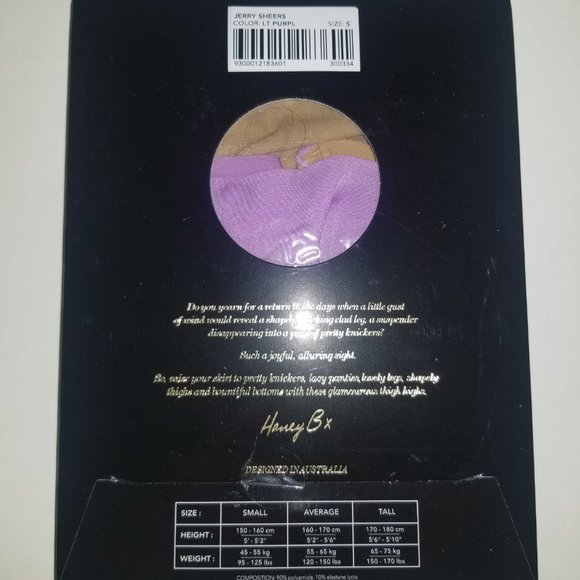 JERRY SHEERS
COLOR: LT PURPL SIZE: S
9300012183601 300334
Do you yearn for a return to the days when a little gust
of wind would reveal a shapely clad leg, a suspender
disappearing into a of pretty knickers?
Such a joyful, alluring sight.
So, raise your skirt to pretty knickers, lacy panties, lovely legs, shapely
thighs and bountiful bottoms with these glamourous thigh highs.
Honey B x
DESIGNED IN AUSTRALIA
SIZE : SMALL AVERAGE TALL
HEIGHT : 150 - 160 cm 160 - 170 cm 170 - 180 cm
5' - 5'2" 5'2" - 5'6" 5'6" - 5'10"
WEIGHT : 45 - 55 kg 55 - 65 kg 65 - 75 kg
95 - 125 lbs 120 - 150 lbs 150 - 170 lbs
COMPOSITION: 90% polyamide, 10% elastane lycra